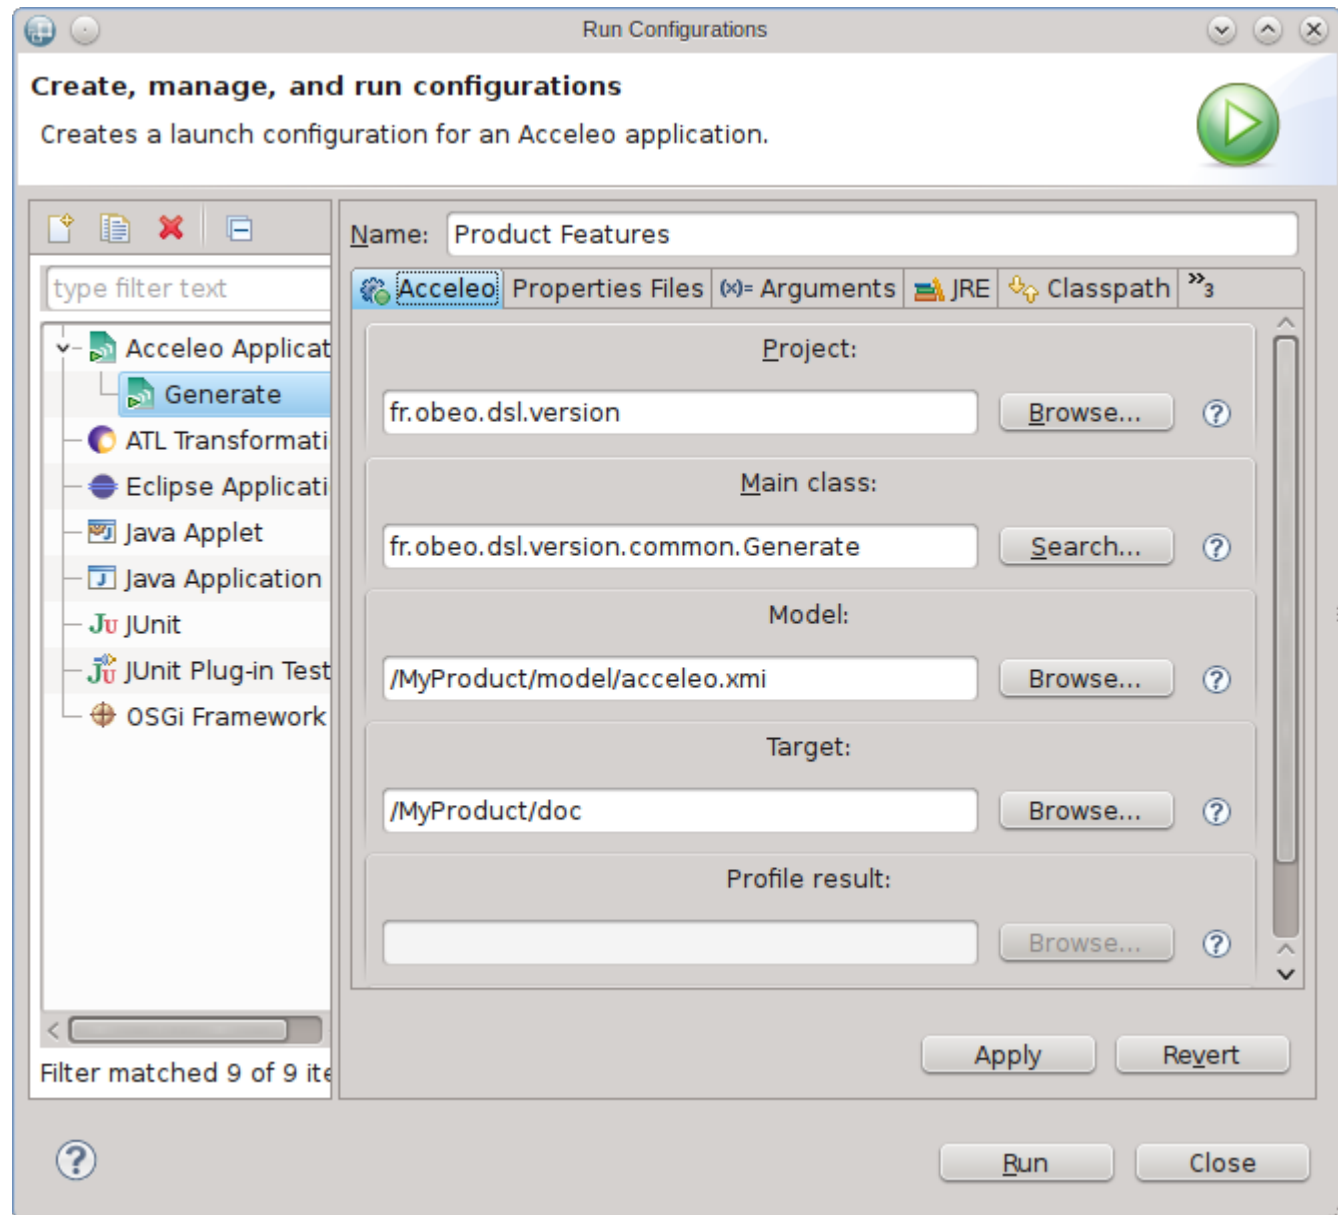 Run Configurations
Create, manage, and run configurations
Creates a launch configuration for an Acceleo application.
Name: Product Features
type filter text
Acceleo Properties Files (x)= Arguments JRE Classpath »3
Acceleo Applicat
Generate
ATL Transformati
Eclipse Applicati
Java Applet
Java Application
JUnit
JUnit Plug-in Test
OSGi Framework
Filter matched 9 of 9 ite
Project:
fr.obeo.dsl.version Browse...
Main class:
fr.obeo.dsl.version.common.Generate Search...
Model:
/MyProduct/model/acceleo.xmi Browse...
Target:
/MyProduct/doc Browse...
Profile result:
Browse...
Apply Revert
Run Close